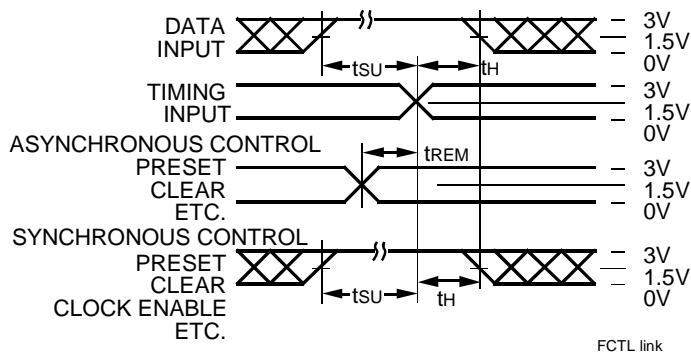 DATA
INPUT
3V
1.5V
0V
tSU
tH
TIMING
INPUT
3V
1.5V
0V
ASYNCHRONOUS CONTROL
PRESET
CLEAR
ETC.
tREM
3V
1.5V
0V
SYNCHRONOUS CONTROL
PRESET
CLEAR
CLOCK ENABLE
ETC.
tSU
tH
3V
1.5V
0V
FCTL link